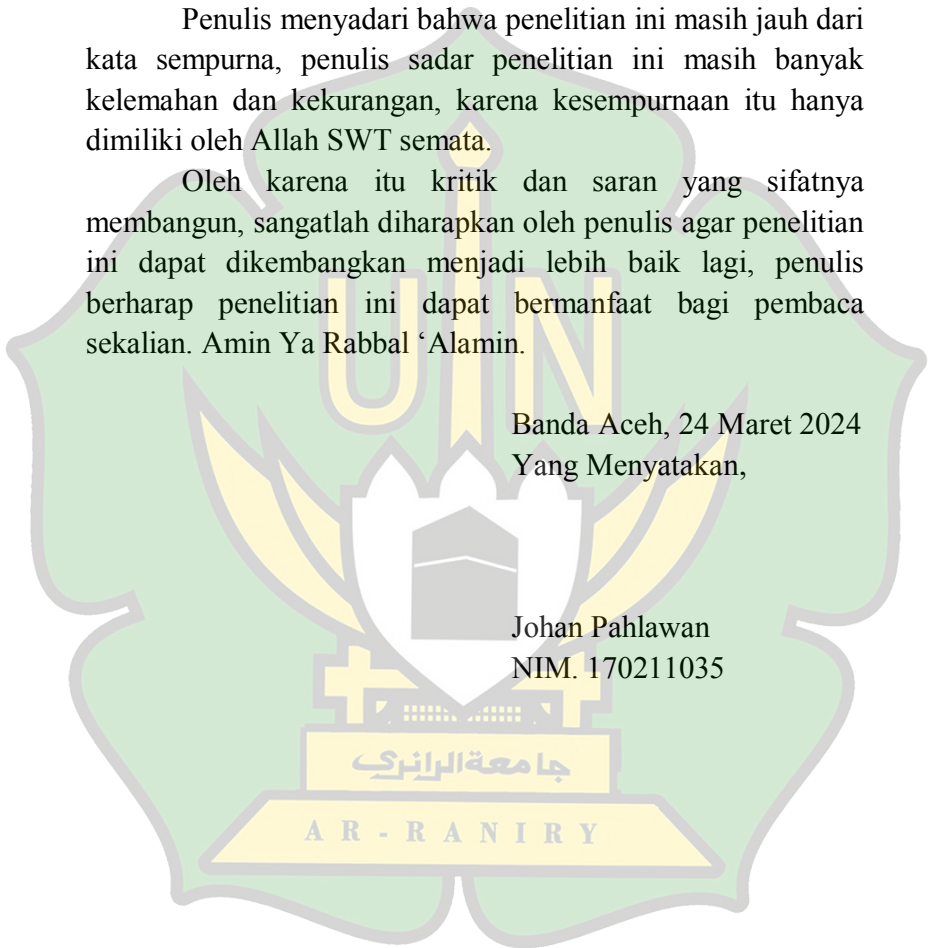 Penulis menyadari bahwa penelitian ini masih jauh dari
kata sempurna, penulis sadar penelitian ini masih banyak
kelemahan dan kekurangan, karena kesempurnaan itu hanya
dimiliki oleh Allah SWT semata.
Oleh karena itu kritik dan saran yang sifatnya
membangun, sangatlah diharapkan oleh penulis agar penelitian
ini dapat dikembangkan menjadi lebih baik lagi, penulis
berharap penelitian ini dapat bermanfaat bagi pembaca
sekalian. Amin Ya Rabbal ‘Alamin.
UIN
Banda Aceh, 24 Maret 2024
Yang Menyatakan,
Johan Pahlawan
NIM. 170211035
جامعة الرانري
AR-RANIRY